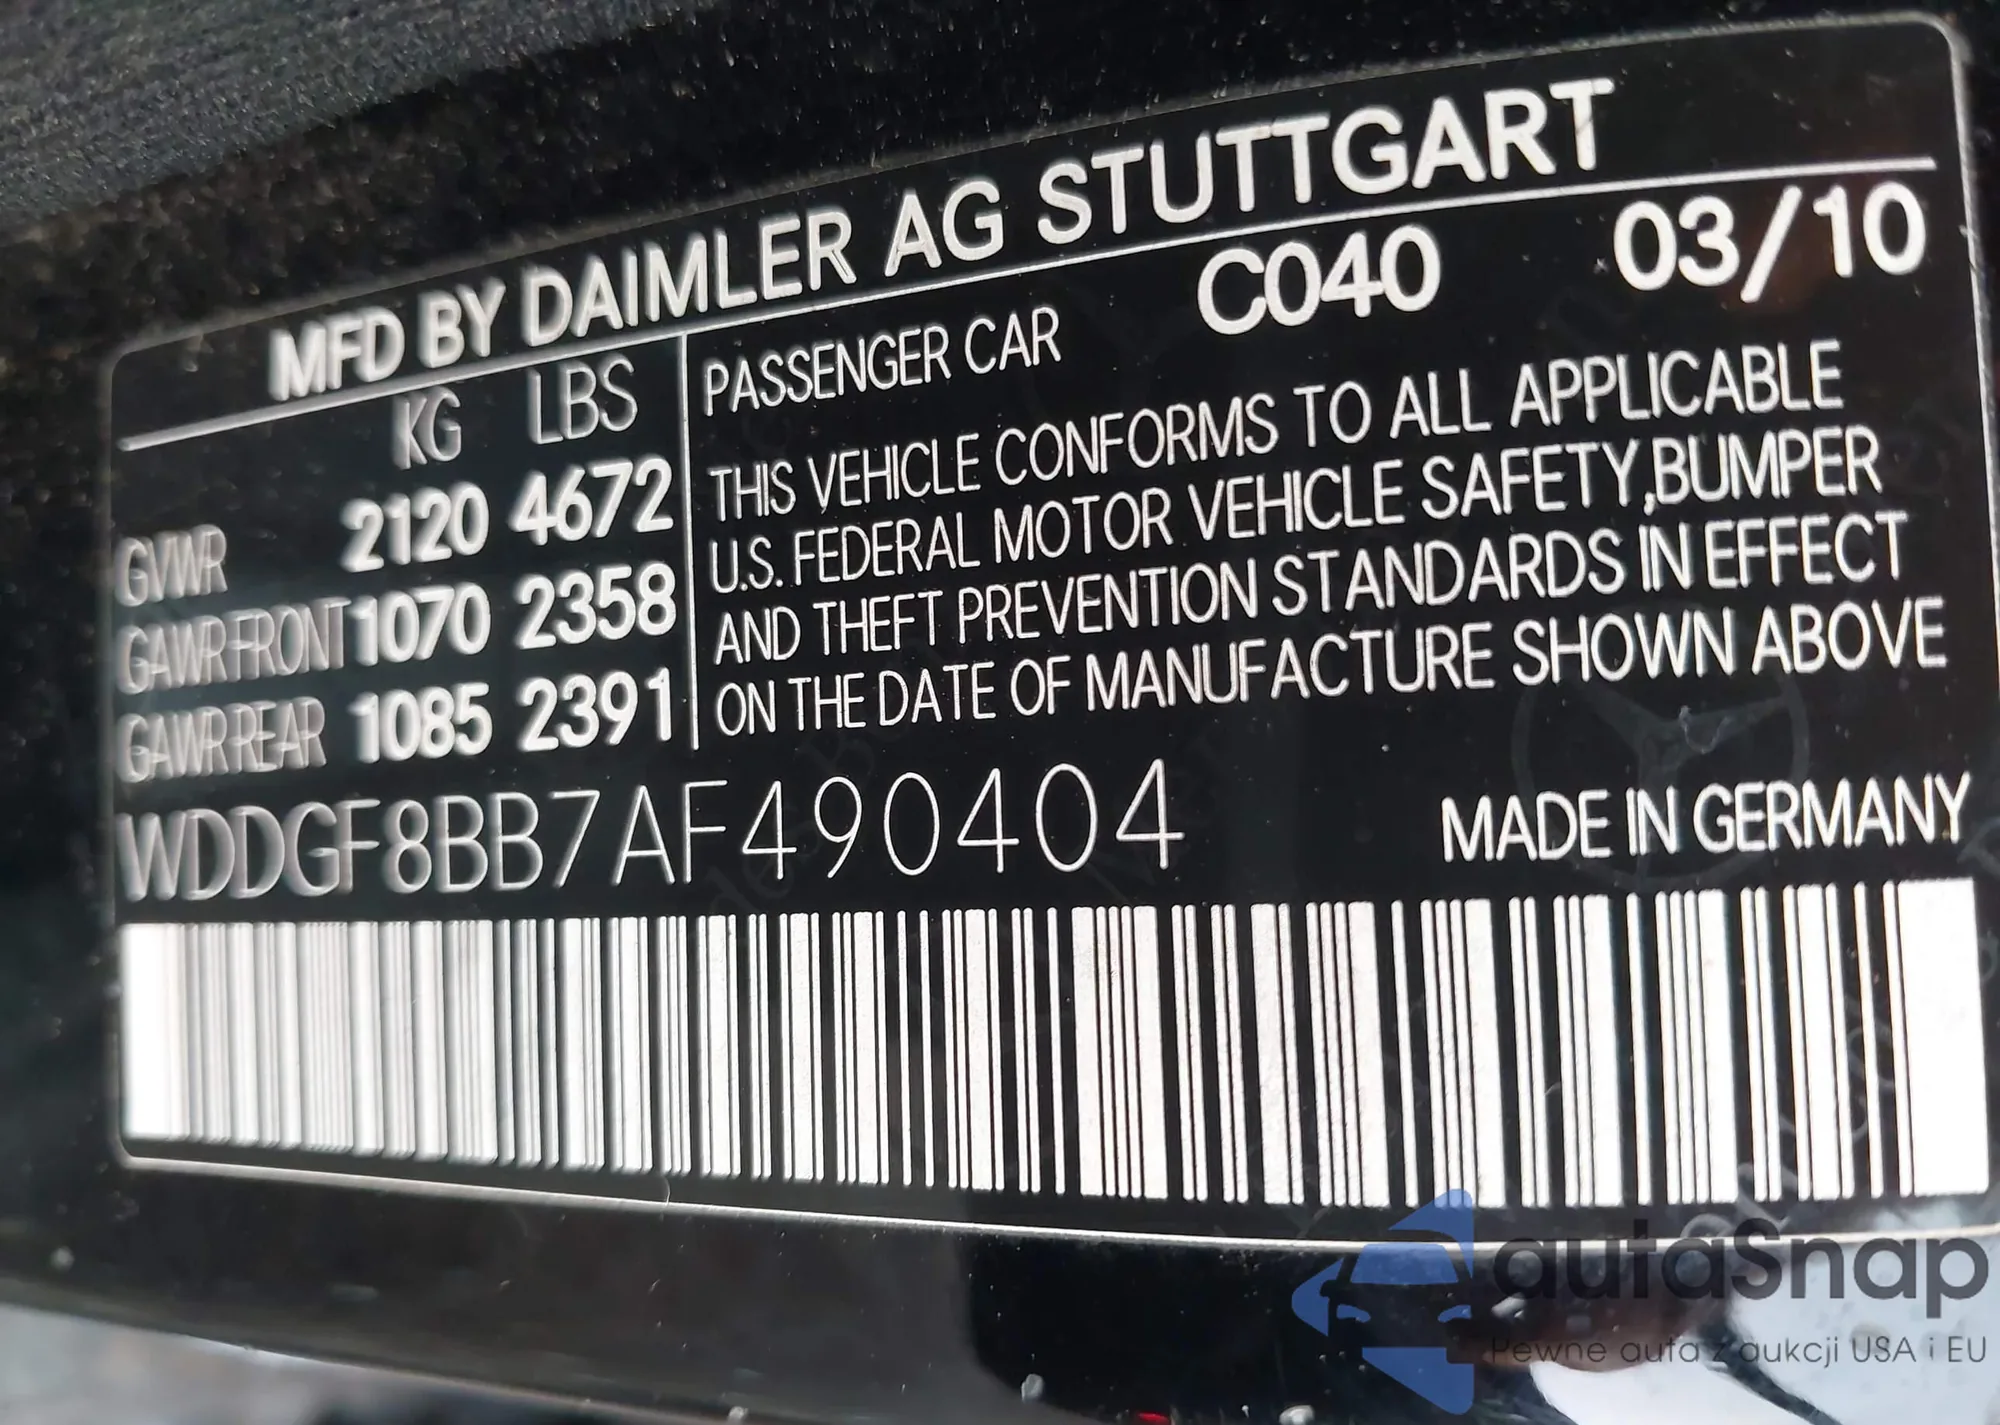 MFD BY DAIMLER AG STUTTGART
KG LBS
GVWR 2120 4672
GAWR FRONT 1070 2358
GAWR REAR 1085 2391
PASSENGER CAR C040 03/10
THIS VEHICLE CONFORMS TO ALL APPLICABLE
U.S. FEDERAL MOTOR VEHICLE SAFETY,BUMPER
AND THEFT PREVENTION STANDARDS IN EFFECT
ON THE DATE OF MANUFACTURE SHOWN ABOVE
WDDGF8BB7AF490404
MADE IN GERMANY
autaSnap
Pewne auta z aukcji USA i EU